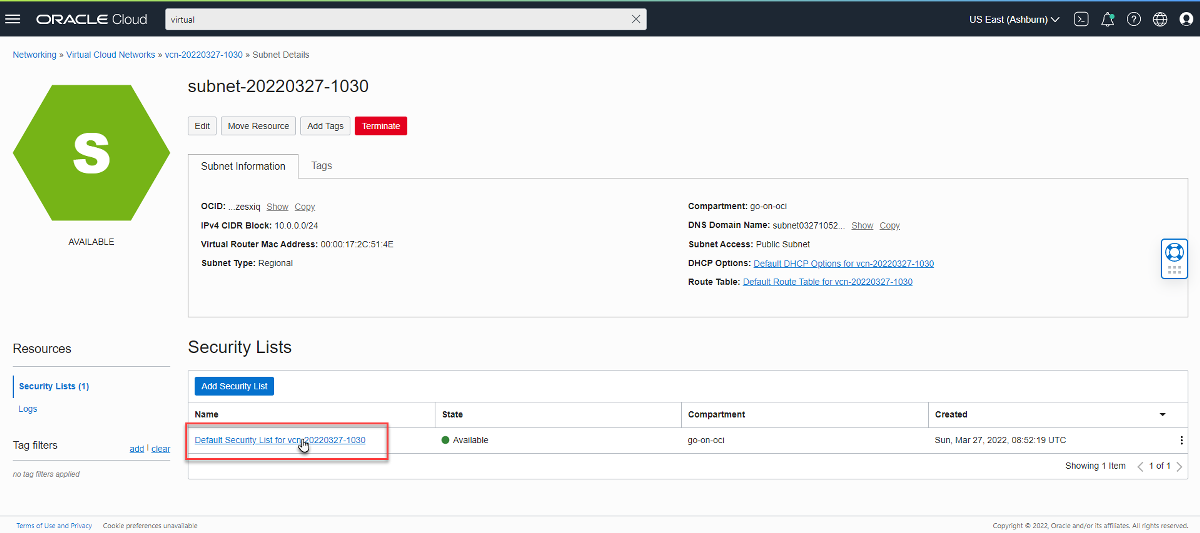 ORACLE Cloud
virtual
US East (Ashburn)
Networking » Virtual Cloud Networks » vcn-20220327-1030 » Subnet Details
S
AVAILABLE
subnet-20220327-1030
Edit Move Resource Add Tags Terminate
Subnet Information Tags
OCID: ...zesxiq Show Copy
IPv4 CIDR Block: 10.0.0.0/24
Virtual Router Mac Address: 00:00:17:2C:51:4E
Subnet Type: Regional
Compartment: go-on-oci
DNS Domain Name: subnet03271052... Show Copy
Subnet Access: Public Subnet
DHCP Options: Default DHCP Options for vcn-20220327-1030
Route Table: Default Route Table for vcn-20220327-1030
Resources
Security Lists (1)
Logs
Tag filters add | clear
no tag filters applied
Security Lists
Add Security List
Name State Compartment Created
Default Security List for vcn-20220327-1030 Available go-on-oci Sun, Mar 27, 2022, 08:52:19 UTC
Showing 1 Item 1 of 1
Terms of Use and Privacy Cookie preferences unavailable
Copyright © 2022, Oracle and/or its affiliates. All rights reserved.